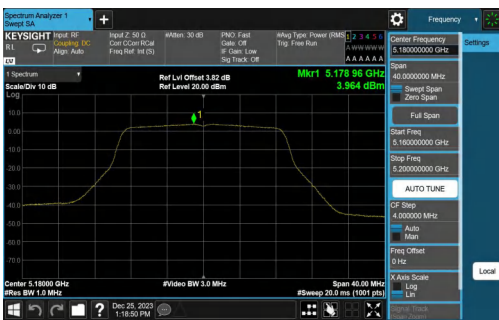 Spectrum Analyzer 1
Swept SA
Frequency
KEYSIGHT
RL
Input: RF
Coupling: DC
Align: Auto
Input Z: 50 Ω
Corr CCorr RCal
Freq Ref: Int (S)
#Atten: 30 dB
PNO: Fast
Gate: Off
IF Gain: Low
Sig Track: Off
#Avg Type: Power (RMS)
Trig: Free Run
1 2 3 4 5 6
A W W W W W
A A A A A A
LXI
1 Spectrum
Scale/Div 10 dB
Log
Ref Lvl Offset 3.82 dB
Ref Level 20.00 dBm
Mkr1 5.178 96 GHz
3.964 dBm
1
10.0
0.00
-10.0
-20.0
-30.0
-40.0
-50.0
-60.0
-70.0
Center 5.18000 GHz
#Res BW 1.0 MHz
#Video BW 3.0 MHz
Span 40.00 MHz
#Sweep 20.0 ms (1001 pts)
Center Frequency
5.180000000 GHz
Settings
Span
40.0000000 MHz
Swept Span
Zero Span
Full Span
Start Freq
5.160000000 GHz
Stop Freq
5.200000000 GHz
AUTO TUNE
CF Step
4.000000 MHz
Auto
Man
Freq Offset
0 Hz
X Axis Scale
Log
Lin
Local
Signal Track
?
Dec 25, 2023
1:18:50 PM